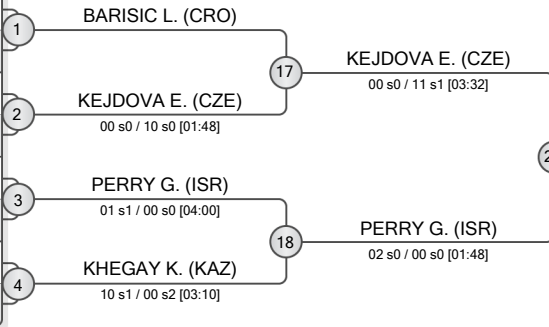 1
BARISIC L. (CRO)
17
KEJDOVA E. (CZE)
00 s0 / 11 s1 [03:32]
2
KEJDOVA E. (CZE)
00 s0 / 10 s0 [01:48]
3
PERRY G. (ISR)
01 s1 / 00 s0 [04:00]
18
PERRY G. (ISR)
02 s0 / 00 s0 [01:48]
4
KHEGAY K. (KAZ)
10 s1 / 00 s2 [03:10]